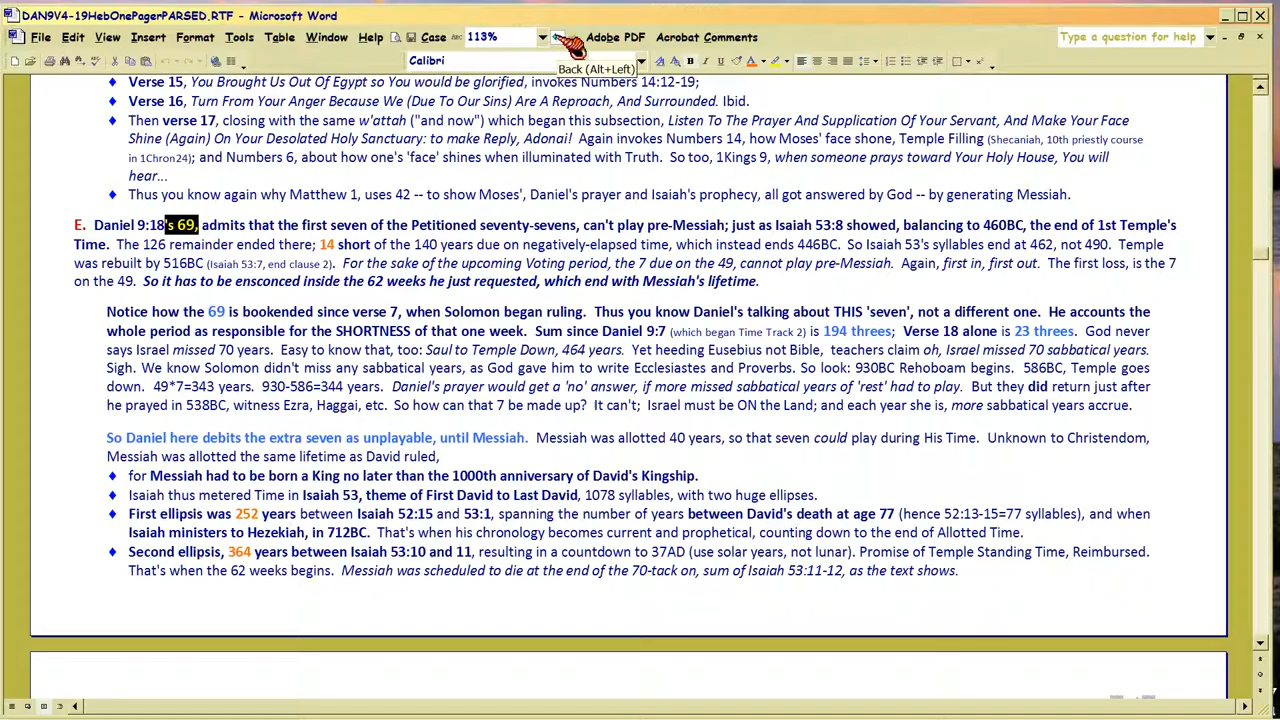 DAN9V4-19HebOnePagerPARSED.RTF - Microsoft Word
File Edit View Insert Format Tools Table Window Help Case 113% Adobe PDF Acrobat Comments Type a question for help
Calibri Back (Alt+Left) B I U
Verse 15, You Brought Us Out Of Egypt so You would be glorified, invokes Numbers 14:12-19;
Verse 16, Turn From Your Anger Because We (Due To Our Sins) Are A Reproach, And Surrounded. Ibid.
Then verse 17, closing with the same w'attah ("and now") which began this subsection, Listen To The Prayer And Supplication Of Your Servant, And Make Your Face
Shine (Again) On Your Desolated Holy Sanctuary: to make Reply, Adonai! Again invokes Numbers 14, how Moses' face shone, Temple Filling (Shecaniah, 10th priestly course
in 1Chron24); and Numbers 6, about how one's 'face' shines when illuminated with Truth. So too, 1Kings 9, when someone prays toward Your Holy House, You will
hear...
Thus you know again why Matthew 1, uses 42 -- to show Moses', Daniel's prayer and Isaiah's prophecy, all got answered by God -- by generating Messiah.
E. Daniel 9:18's 69, admits that the first seven of the Petitioned seventy-sevens, can't play pre-Messiah; just as Isaiah 53:8 showed, balancing to 460BC, the end of 1st Temple's
Time. The 126 remainder ended there; 14 short of the 140 years due on negatively-elapsed time, which instead ends 446BC. So Isaiah 53's syllables end at 462, not 490. Temple
was rebuilt by 516BC (Isaiah 53:7, end clause 2). For the sake of the upcoming Voting period, the 7 due on the 49, cannot play pre-Messiah. Again, first in, first out. The first loss, is the 7
on the 49. So it has to be ensconced inside the 62 weeks he just requested, which end with Messiah's lifetime.
Notice how the 69 is bookended since verse 7, when Solomon began ruling. Thus you know Daniel's talking about THIS 'seven', not a different one. He accounts the
whole period as responsible for the SHORTNESS of that one week. Sum since Daniel 9:7 (which began Time Track 2) is 194 threes; Verse 18 alone is 23 threes. God never
says Israel missed 70 years. Easy to know that, too: Saul to Temple Down, 464 years. Yet heeding Eusebius not Bible, teachers claim oh, Israel missed 70 sabbatical years.
Sigh. We know Solomon didn't miss any sabbatical years, as God gave him to write Ecclesiastes and Proverbs. So look: 930BC Rehoboam begins. 586BC, Temple goes
down. 49*7=343 years. 930-586=344 years. Daniel's prayer would get a 'no' answer, if more missed sabbatical years of 'rest' had to play. But they did return just after
he prayed in 538BC, witness Ezra, Haggai, etc. So how can that 7 be made up? It can't; Israel must be ON the Land; and each year she is, more sabbatical years accrue.
So Daniel here debits the extra seven as unplayable, until Messiah. Messiah was allotted 40 years, so that seven could play during His Time. Unknown to Christendom,
Messiah was allotted the same lifetime as David ruled,
for Messiah had to be born a King no later than the 1000th anniversary of David's Kingship.
Isaiah thus metered Time in Isaiah 53, theme of First David to Last David, 1078 syllables, with two huge ellipses.
First ellipsis was 252 years between Isaiah 52:15 and 53:1, spanning the number of years between David's death at age 77 (hence 52:13-15=77 syllables), and when
Isaiah ministers to Hezekiah, in 712BC. That's when his chronology becomes current and prophetical, counting down to the end of Allotted Time.
Second ellipsis, 364 years between Isaiah 53:10 and 11, resulting in a countdown to 37AD (use solar years, not lunar). Promise of Temple Standing Time, Reimbursed.
That's when the 62 weeks begins. Messiah was scheduled to die at the end of the 70-tack on, sum of Isaiah 53:11-12, as the text shows.